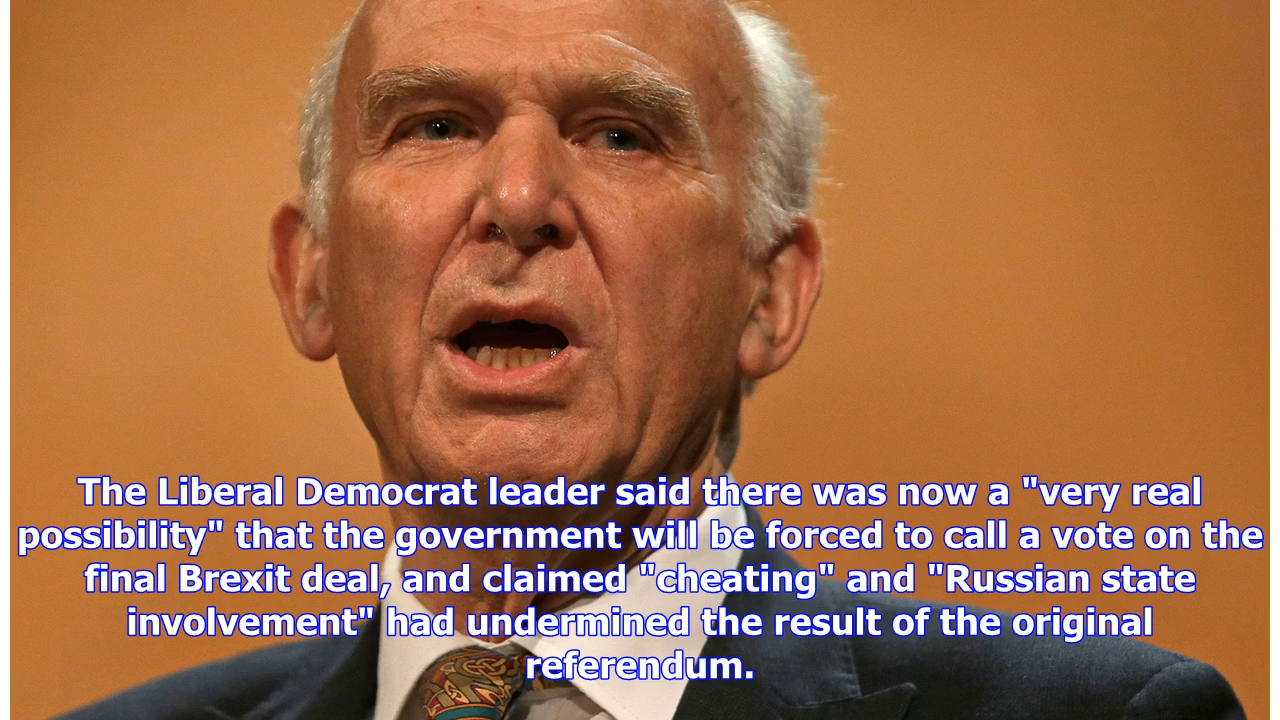 The Liberal Democrat leader said there was now a "very real
possibility" that the government will be forced to call a vote on the
final Brexit deal, and claimed "cheating" and "Russian state
involvement" had undermined the result of the original
referendum.